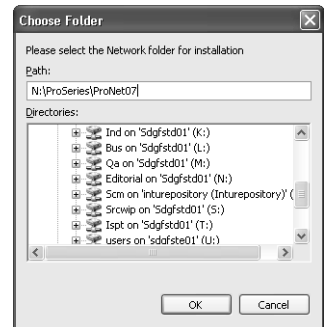 Choose Folder
Please select the Network folder for installation
Path:
N:\ProSeries\ProNet07
Directories:
Ind on 'Sdgfstd01' (K:)
Bus on 'Sdgfstd01' (L:)
Qa on 'Sdgfstd01' (M:)
Editorial on 'Sdgfstd01' (N:)
Scm on 'inturepository (Inturepository)' (
Srcwip on 'Sdgfstd01' (S:)
Ispt on 'Sdgfstd01' (T:)
users on 'sdgfste01' (U:)
OK
Cancel